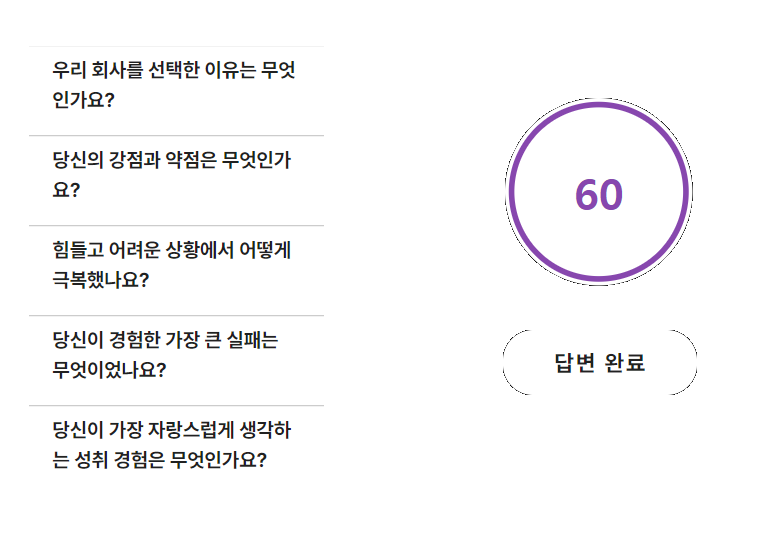 우리 회사를 선택한 이유는 무엇
인가요?
당신의 강점과 약점은 무엇인가
요?
힘들고 어려운 상황에서 어떻게
극복했나요?
당신이 경험한 가장 큰 실패는
무엇이었나요?
당신이 가장 자랑스럽게 생각하
는 성취 경험은 무엇인가요?
60
답변 완료